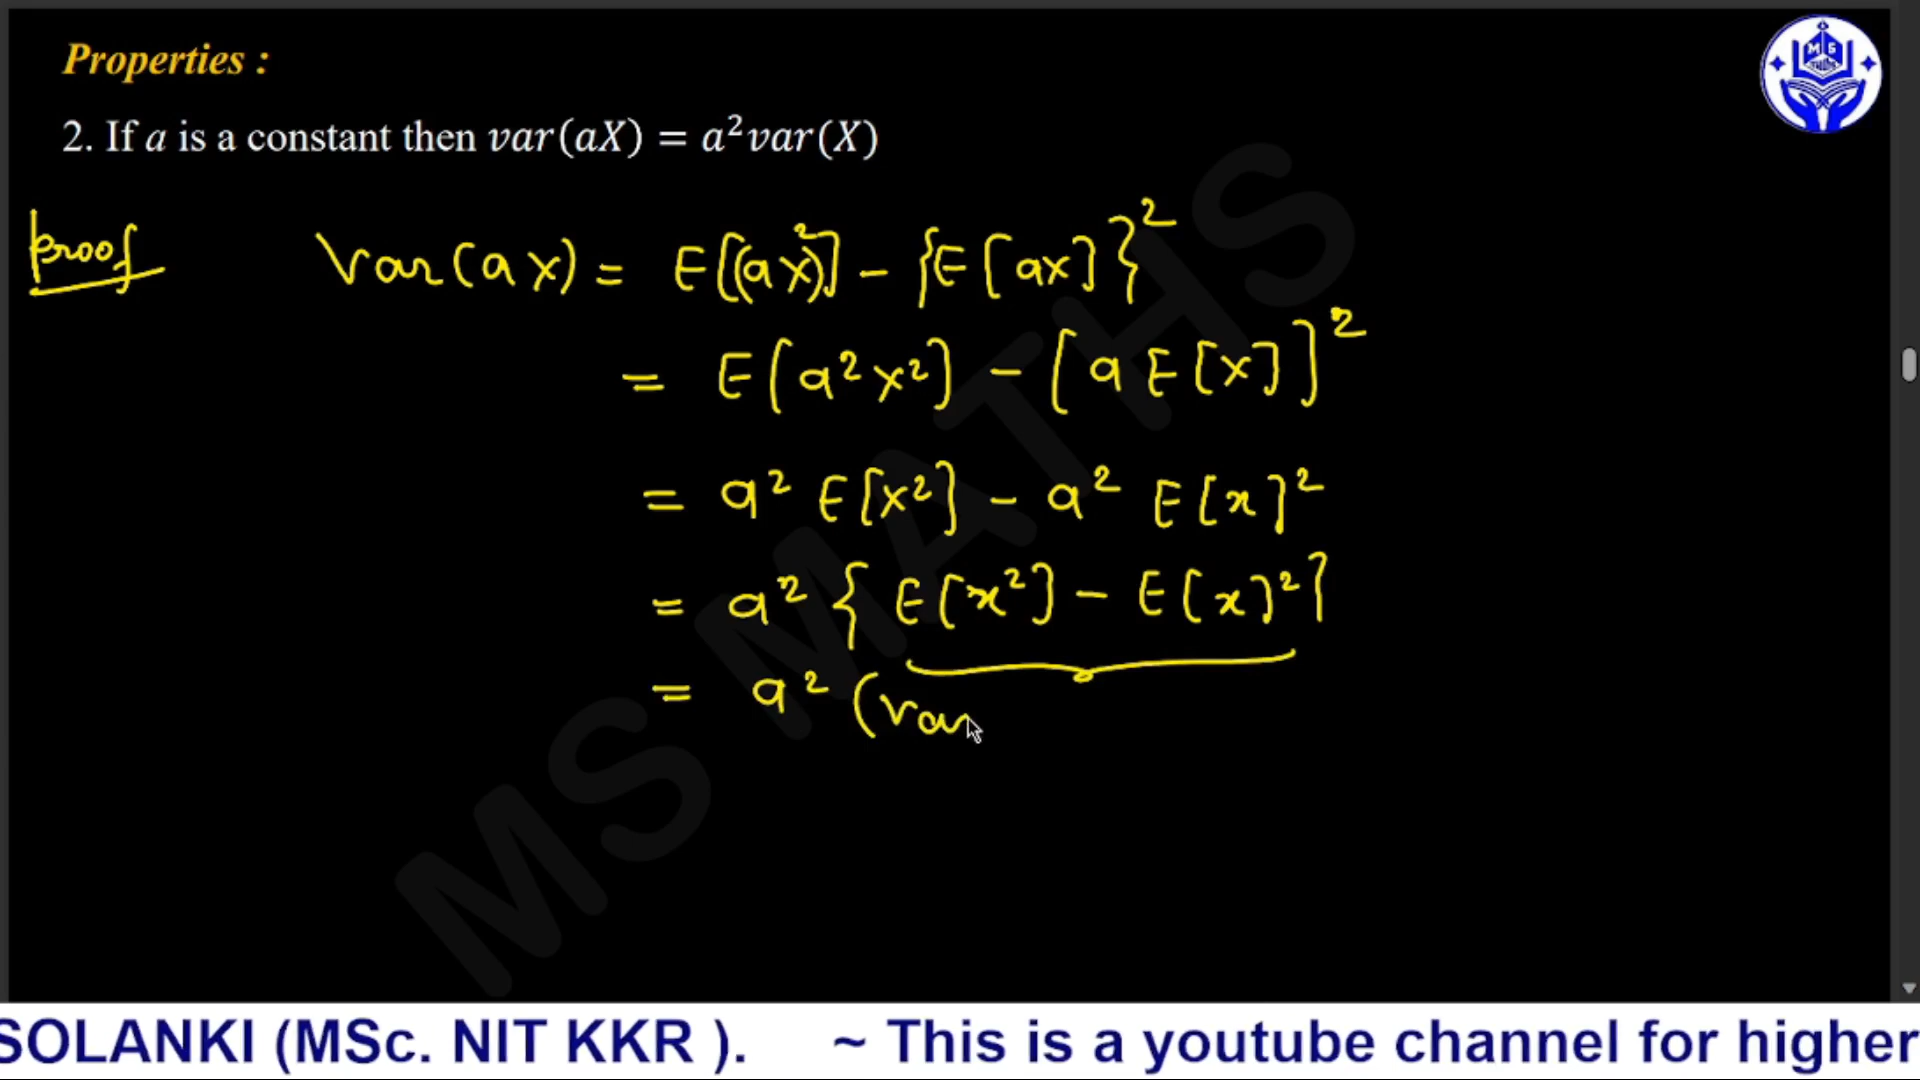 Properties :
MS
MATHS
2. If a is a constant then var(aX) = a²var(X)
Proof
Var(ax) = E[(ax)²] - {E[ax]}²
= E[a²x²] - [a E[x]]²
= a² E[x²] - a² E[x]²
= a² { E[x²] - E[x]² }
= a² (var
MS MATHS
SOLANKI (MSc. NIT KKR ). ~ This is a youtube channel for higher